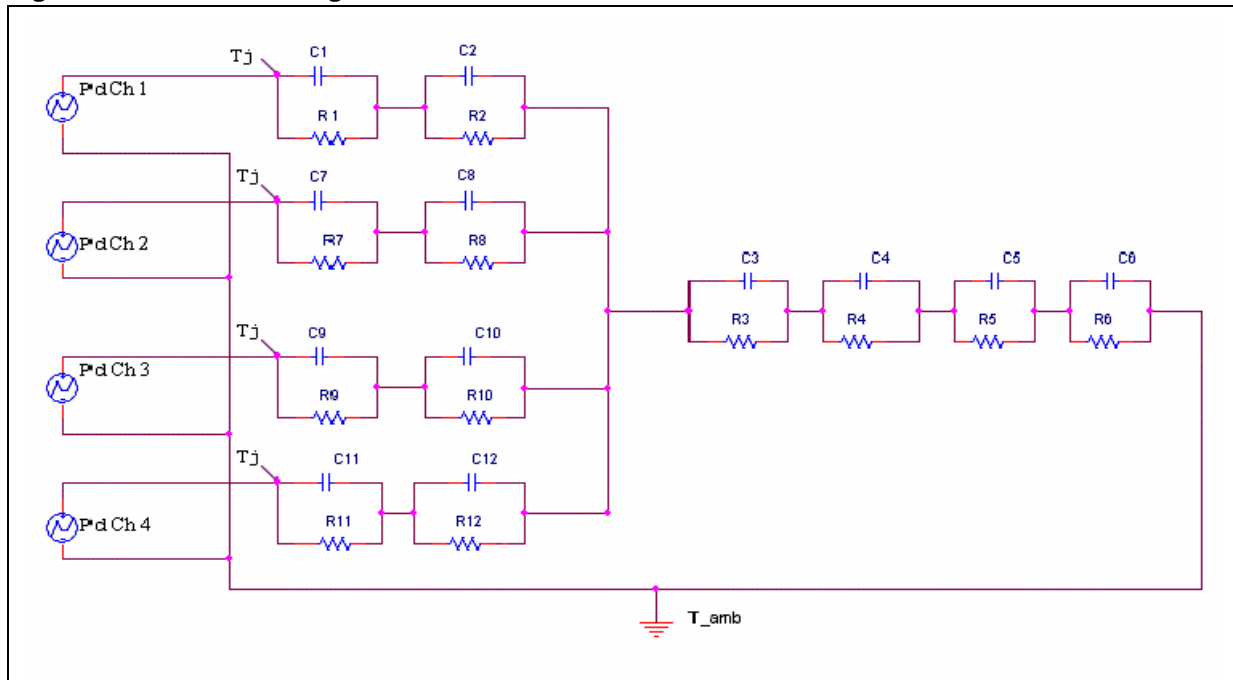 Tj C1 C2
PdCh1
R1 R2
Tj C7 C8
PdCh2
R7 R8
C3 C4 C5 C6
R3 R4 R5 R6
Tj C9 C10
PdCh3
R9 R10
Tj C11 C12
PdCh4
R11 R12
T_amb